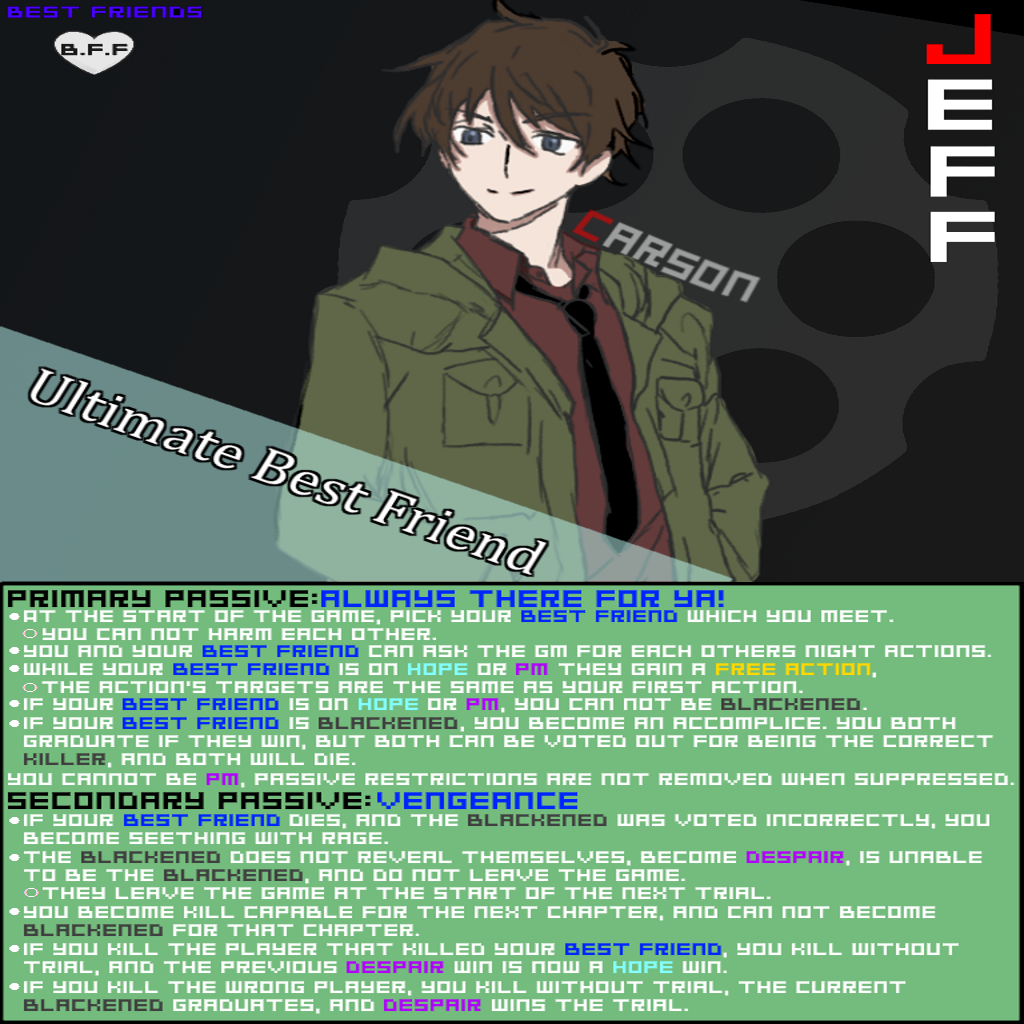 BEST FRIENDS
B.F.F
JEFF
CARSON
Ultimate Best Friend
PRIMARY PASSIVE:ALWAYS THERE FOR YA!
●AT THE START OF THE GAME, PICK YOUR BEST FRIEND WHICH YOU MEET.
○YOU CAN NOT HARM EACH OTHER.
●YOU AND YOUR BEST FRIEND CAN ASK THE GM FOR EACH OTHERS NIGHT ACTIONS.
●WHILE YOUR BEST FRIEND IS ON HOPE OR PM THEY GAIN A FREE ACTION,
○THE ACTION'S TARGETS ARE THE SAME AS YOUR FIRST ACTION.
●IF YOUR BEST FRIEND IS ON HOPE OR PM, YOU CAN NOT BE BLACKENED.
●IF YOUR BEST FRIEND IS BLACKENED, YOU BECOME AN ACCOMPLICE. YOU BOTH
GRADUATE IF THEY WIN, BUT BOTH CAN BE VOTED OUT FOR BEING THE CORRECT
KILLER, AND BOTH WILL DIE.
YOU CANNOT BE PM, PASSIVE RESTRICTIONS ARE NOT REMOVED WHEN SUPPRESSED.
SECONDARY PASSIVE:VENGEANCE
●IF YOUR BEST FRIEND DIES, AND THE BLACKENED WAS VOTED INCORRECTLY, YOU
BECOME SEETHING WITH RAGE.
●THE BLACKENED DOES NOT REVEAL THEMSELVES, BECOME DESPAIR, IS UNABLE
TO BE THE BLACKENED, AND DO NOT LEAVE THE GAME.
○THEY LEAVE THE GAME AT THE START OF THE NEXT TRIAL.
●YOU BECOME KILL CAPABLE FOR THE NEXT CHAPTER, AND CAN NOT BECOME
BLACKENED FOR THAT CHAPTER.
●IF YOU KILL THE PLAYER THAT KILLED YOUR BEST FRIEND, YOU KILL WITHOUT
TRIAL, AND THE PREVIOUS DESPAIR WIN IS NOW A HOPE WIN.
●IF YOU KILL THE WRONG PLAYER, YOU KILL WITHOUT TRIAL, THE CURRENT
BLACKENED GRADUATES, AND DESPAIR WINS THE TRIAL.